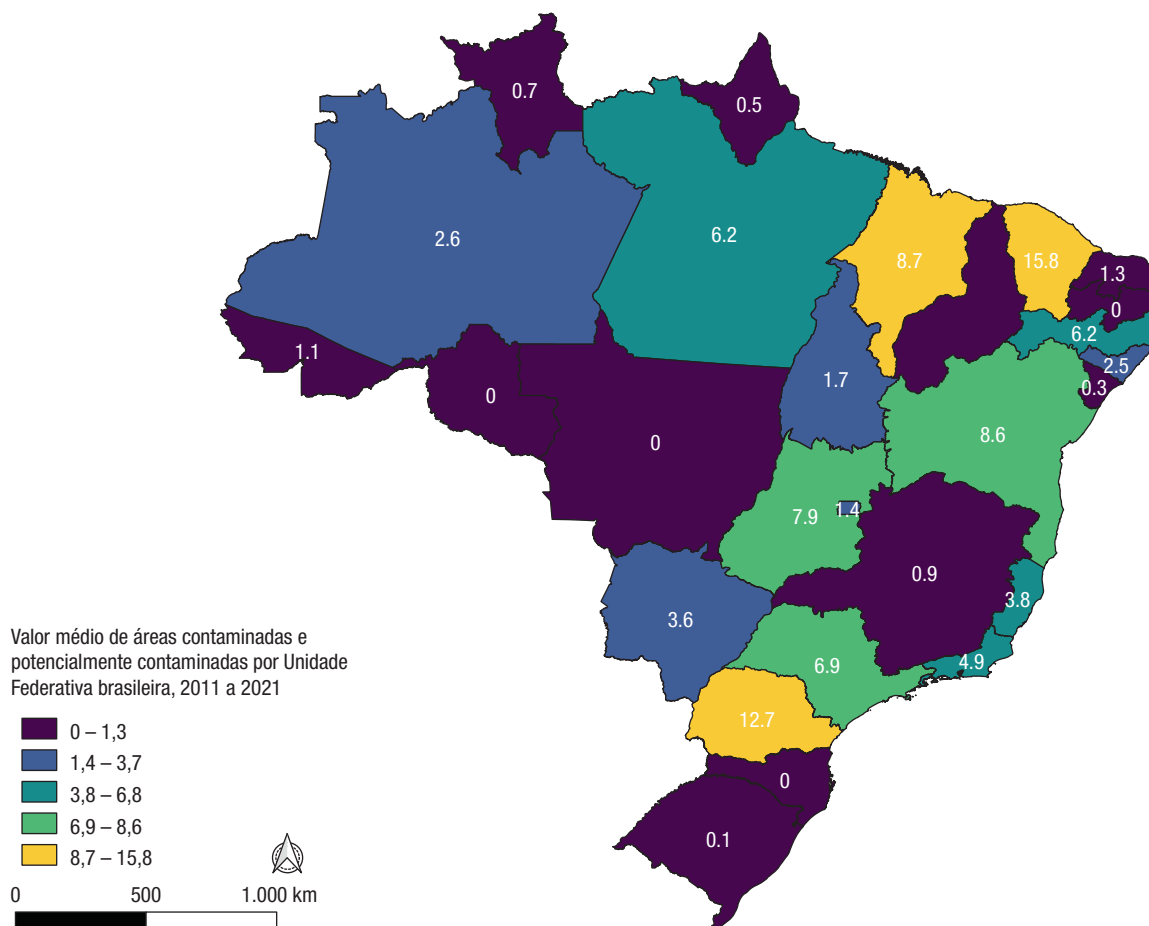 0.7
0.5
2.6
6.2
8.7
15.8
1.3
0
6.2
2.5
0.3
1.1
0
0
1.7
8.6
7.9
1.4
0.9
3.8
3.6
6.9
4.9
12.7
0
0.1
Valor médio de áreas contaminadas e
potencialmente contaminadas por Unidade
Federativa brasileira, 2011 a 2021
0 – 1,3
1,4 – 3,7
3,8 – 6,8
6,9 – 8,6
8,7 – 15,8
0 500 1.000 km